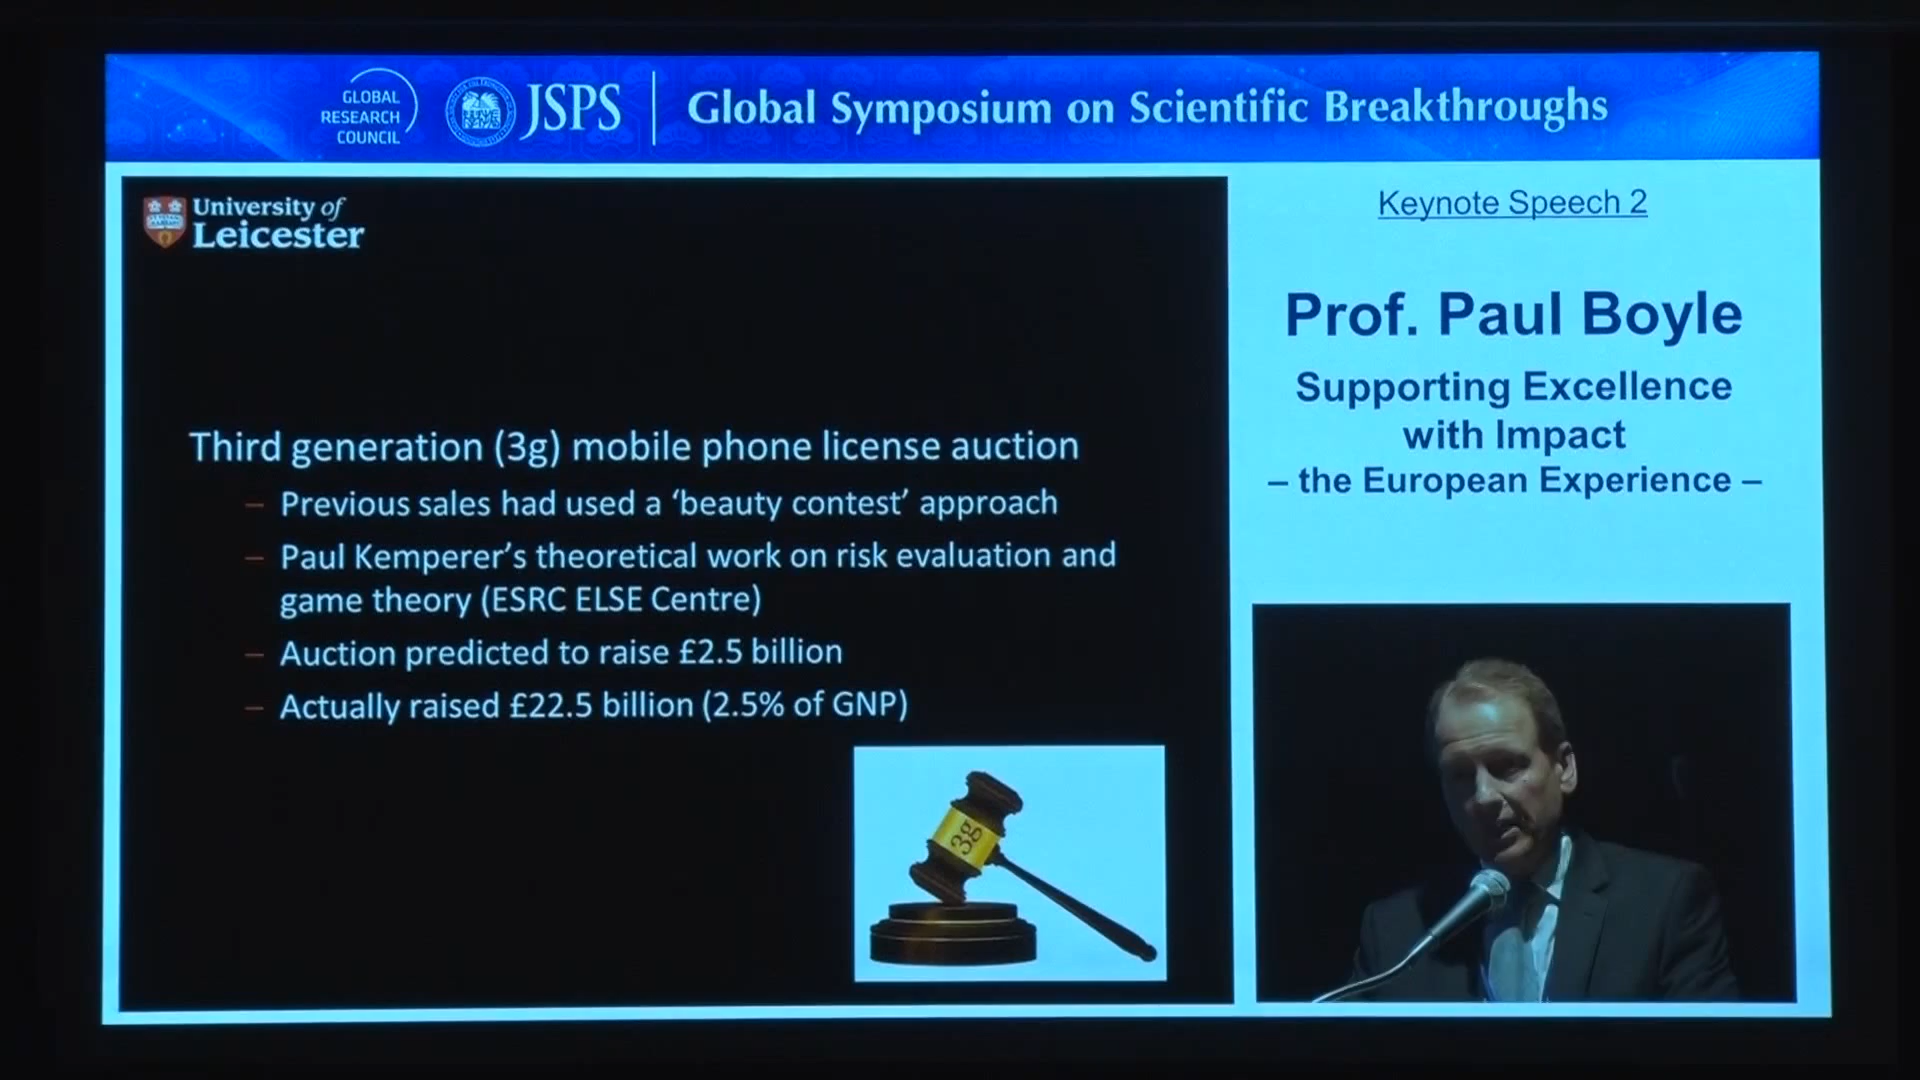 GLOBAL
RESEARCH
COUNCIL
JSPS
Global Symposium on Scientific Breakthroughs
University of
Leicester
Third generation (3g) mobile phone license auction
– Previous sales had used a ‘beauty contest’ approach
– Paul Kemperer’s theoretical work on risk evaluation and
game theory (ESRC ELSE Centre)
– Auction predicted to raise £2.5 billion
– Actually raised £22.5 billion (2.5% of GNP)
3g
Keynote Speech 2
Prof. Paul Boyle
Supporting Excellence
with Impact
– the European Experience –